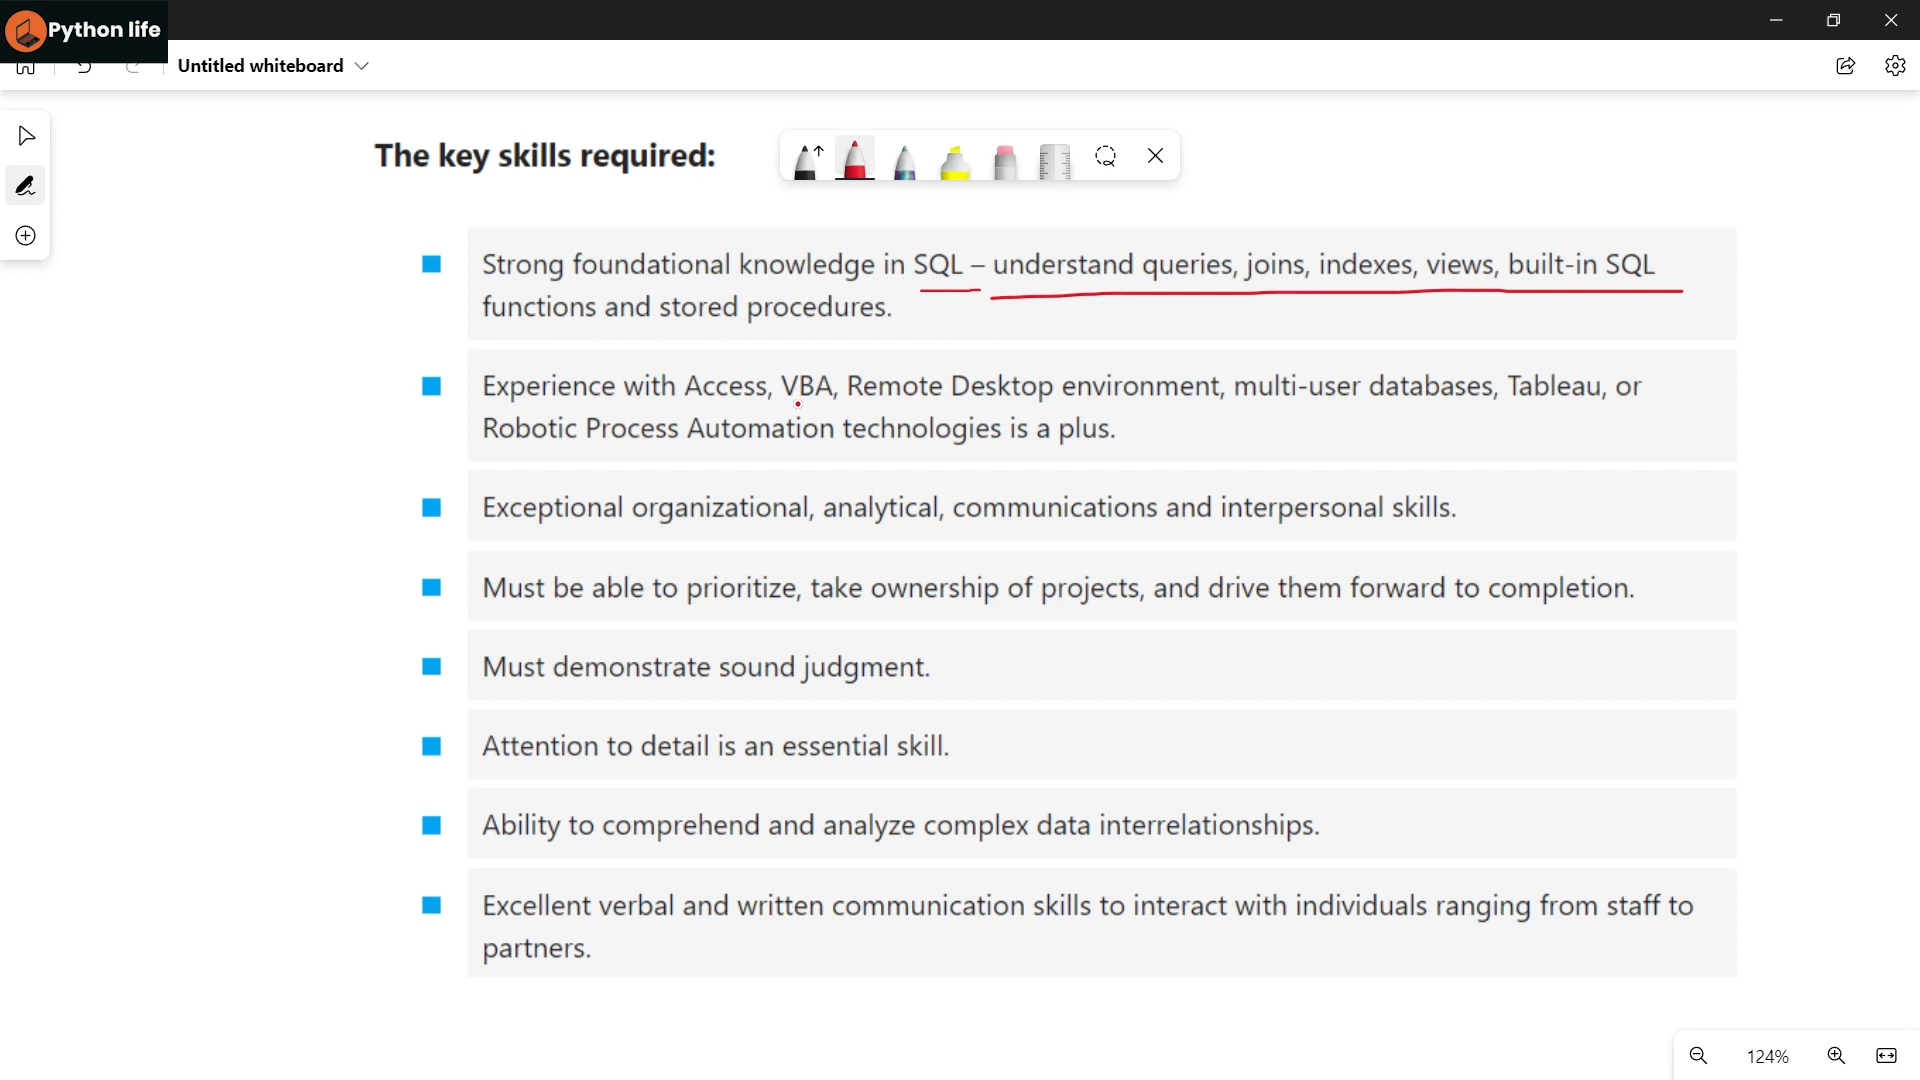 Python life
Untitled whiteboard
The key skills required:
Strong foundational knowledge in SQL – understand queries, joins, indexes, views, built-in SQL
functions and stored procedures.
Experience with Access, VBA, Remote Desktop environment, multi-user databases, Tableau, or
Robotic Process Automation technologies is a plus.
Exceptional organizational, analytical, communications and interpersonal skills.
Must be able to prioritize, take ownership of projects, and drive them forward to completion.
Must demonstrate sound judgment.
Attention to detail is an essential skill.
Ability to comprehend and analyze complex data interrelationships.
Excellent verbal and written communication skills to interact with individuals ranging from staff to
partners.
124%